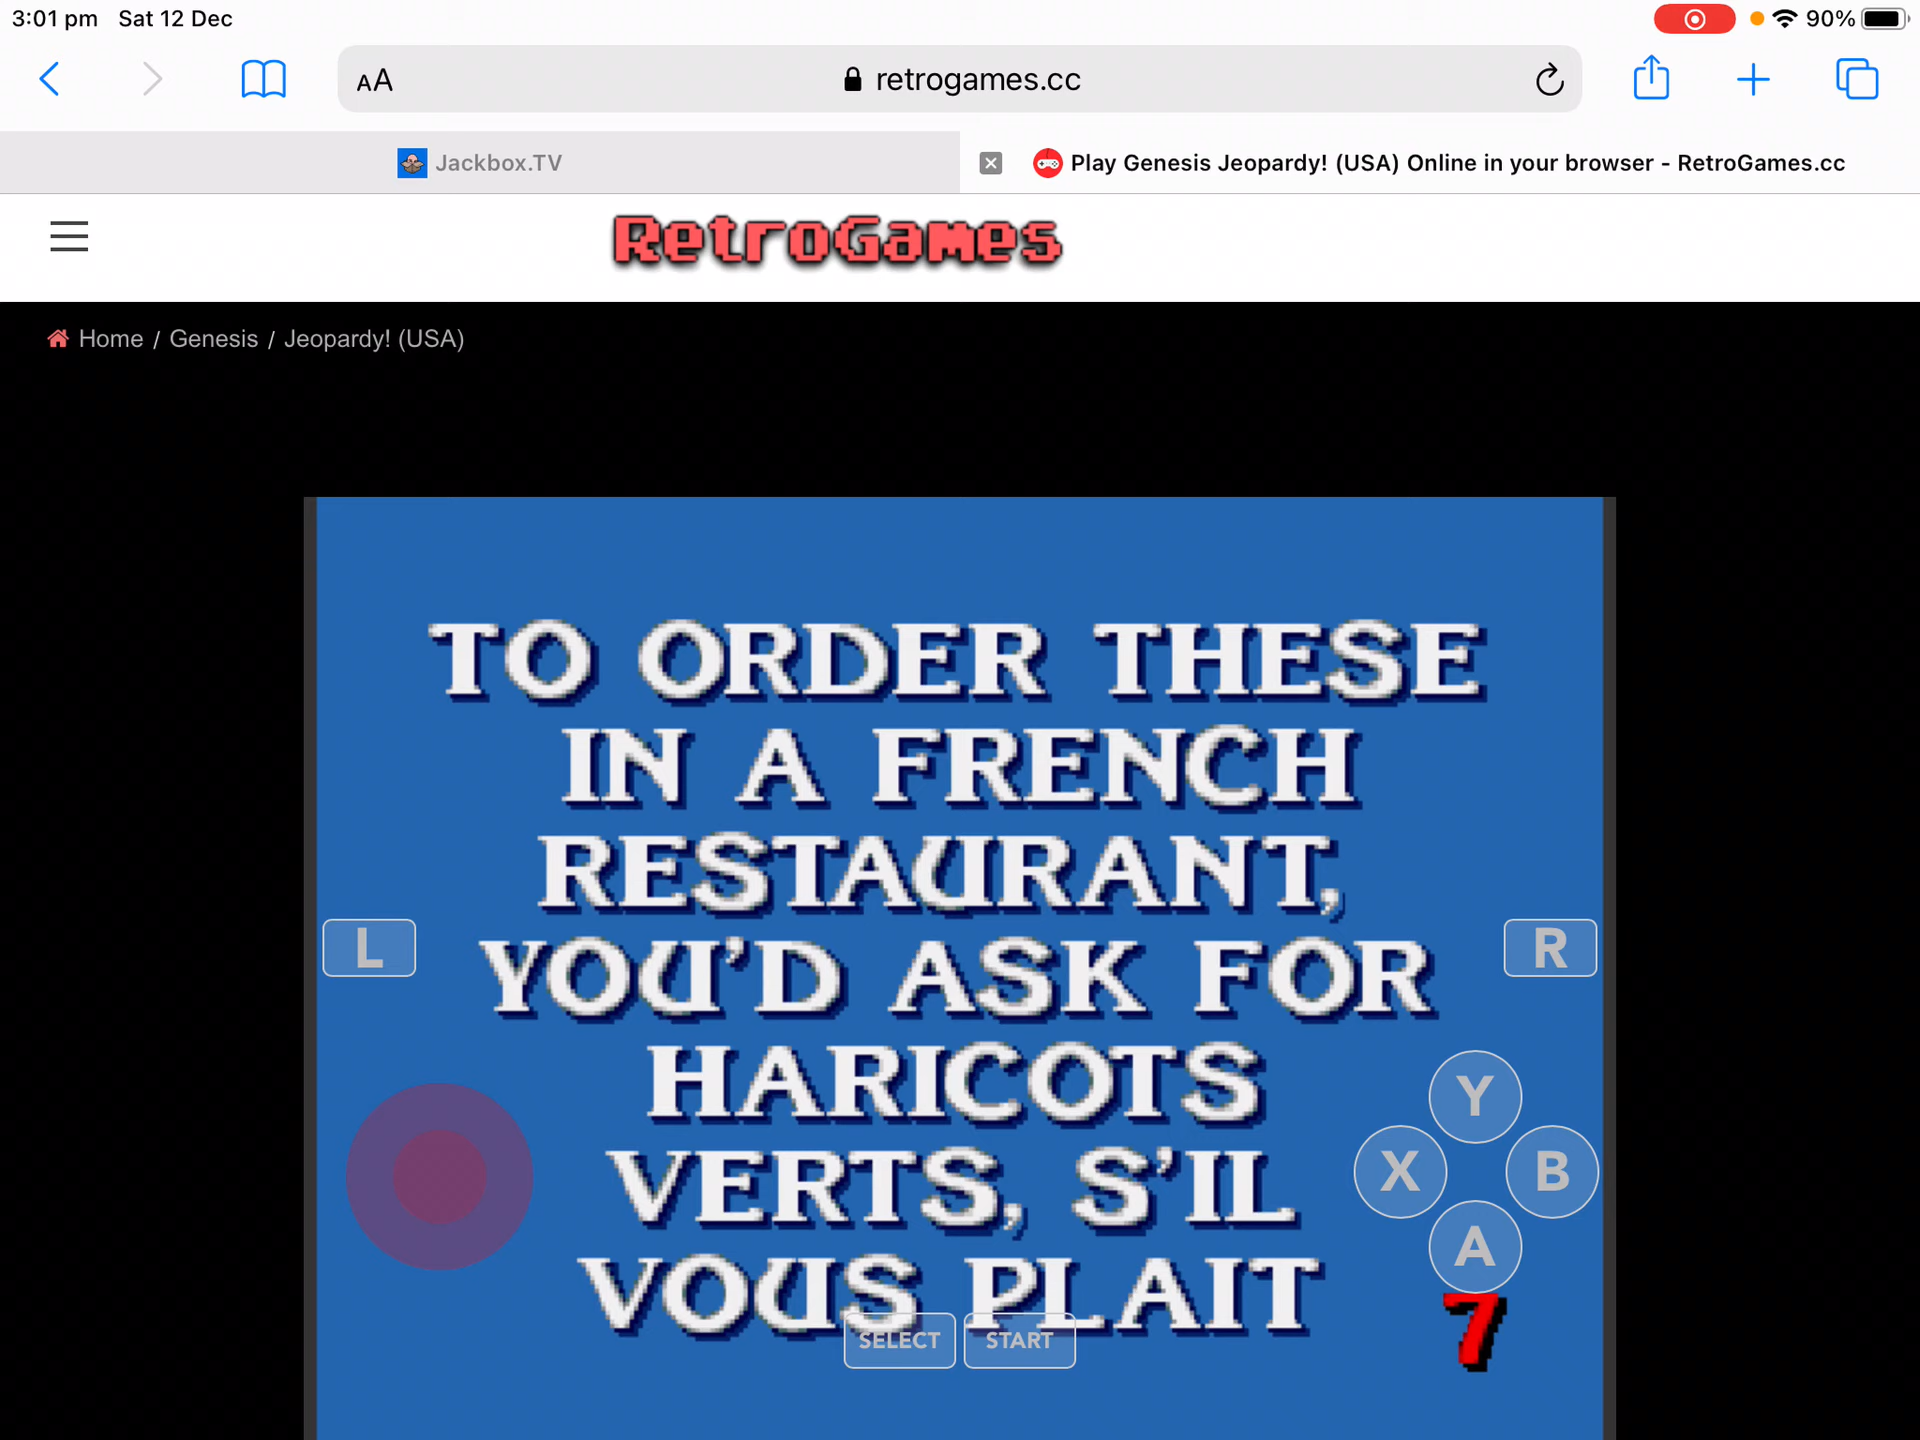 3:01 pm Sat 12 Dec 90%
AA retrogames.cc
Jackbox.TV Play Genesis Jeopardy! (USA) Online in your browser - RetroGames.cc
RetroGames
Home / Genesis / Jeopardy! (USA)
TO ORDER THESE
IN A FRENCH
RESTAURANT,
YOU'D ASK FOR
L R
HARICOTS
Y
VERTS, S'IL
X B
A
VOUS PLAIT
SELECT START
7